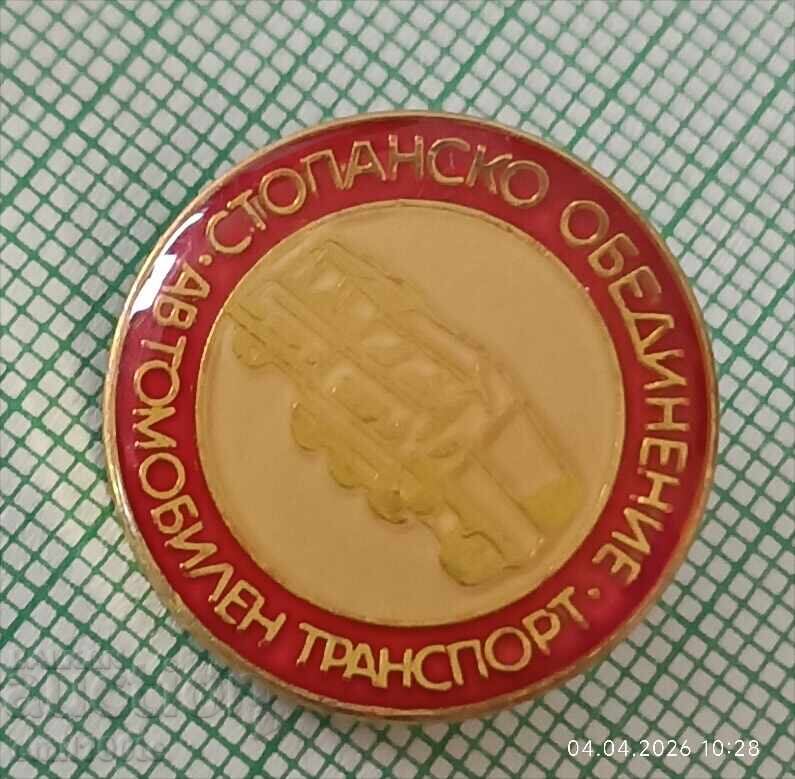 СТОПАНСКО ОБЕДИНЕНИЕ
• АВТОМОБИЛЕН ТРАНСПОРТ •
04.04.2026 10:28